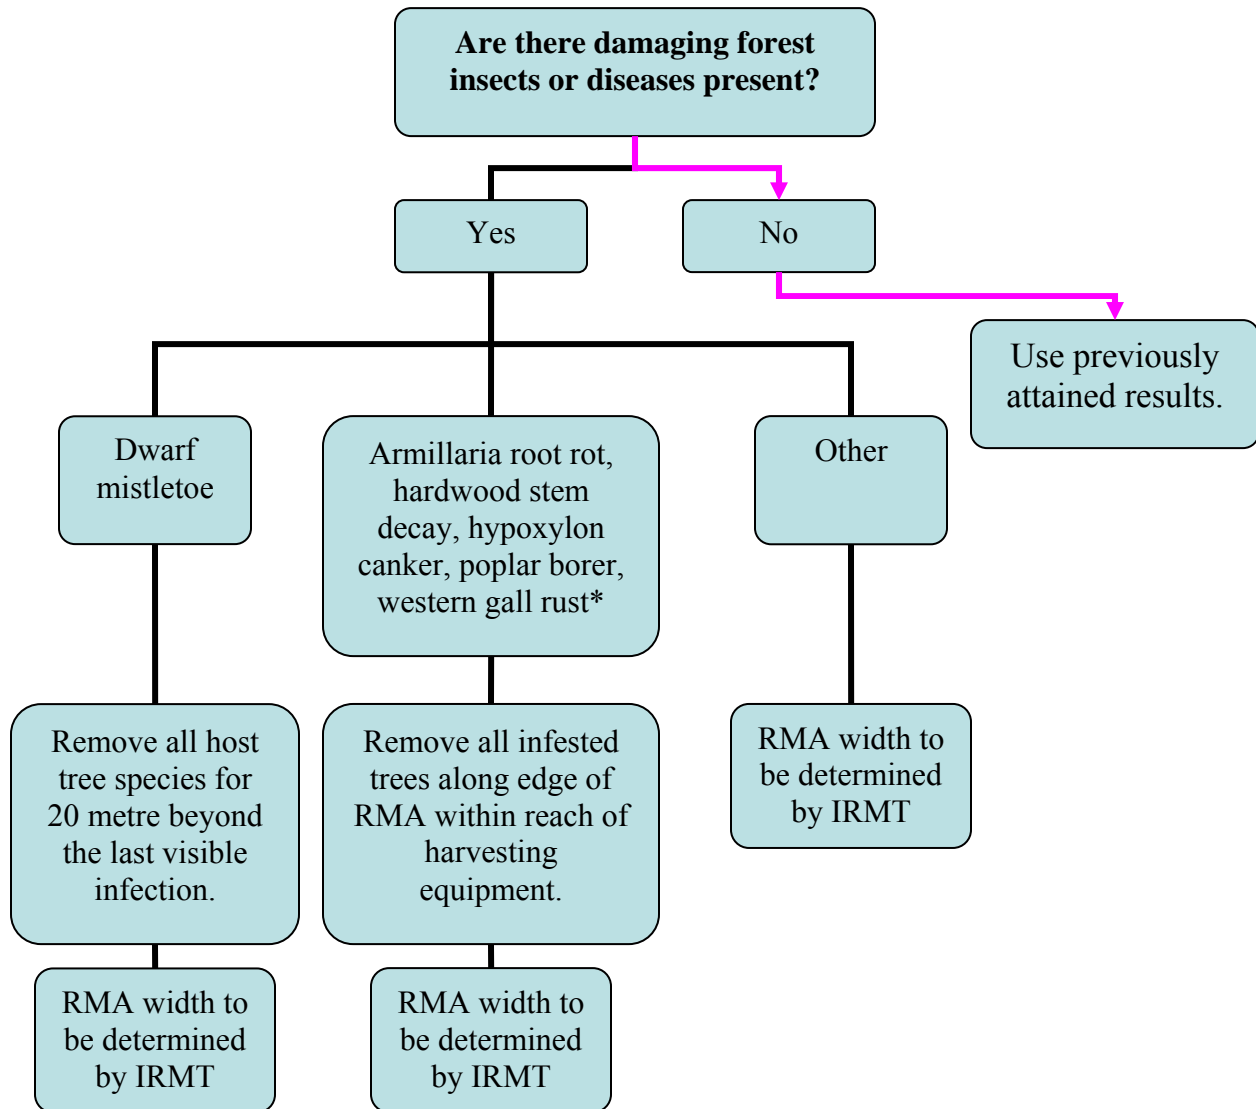 Are there damaging forest
insects or diseases present?
Yes
No
Use previously
attained results.
Dwarf
mistletoe
Armillaria root rot,
hardwood stem
decay, hypoxylon
canker, poplar borer,
western gall rust*
Other
Remove all host
tree species for
20 metre beyond
the last visible
infection.
Remove all infested
trees along edge of
RMA within reach of
harvesting
equipment.
RMA width to
be determined
by IRMT
RMA width to
be determined
by IRMT
RMA width to
be determined
by IRMT